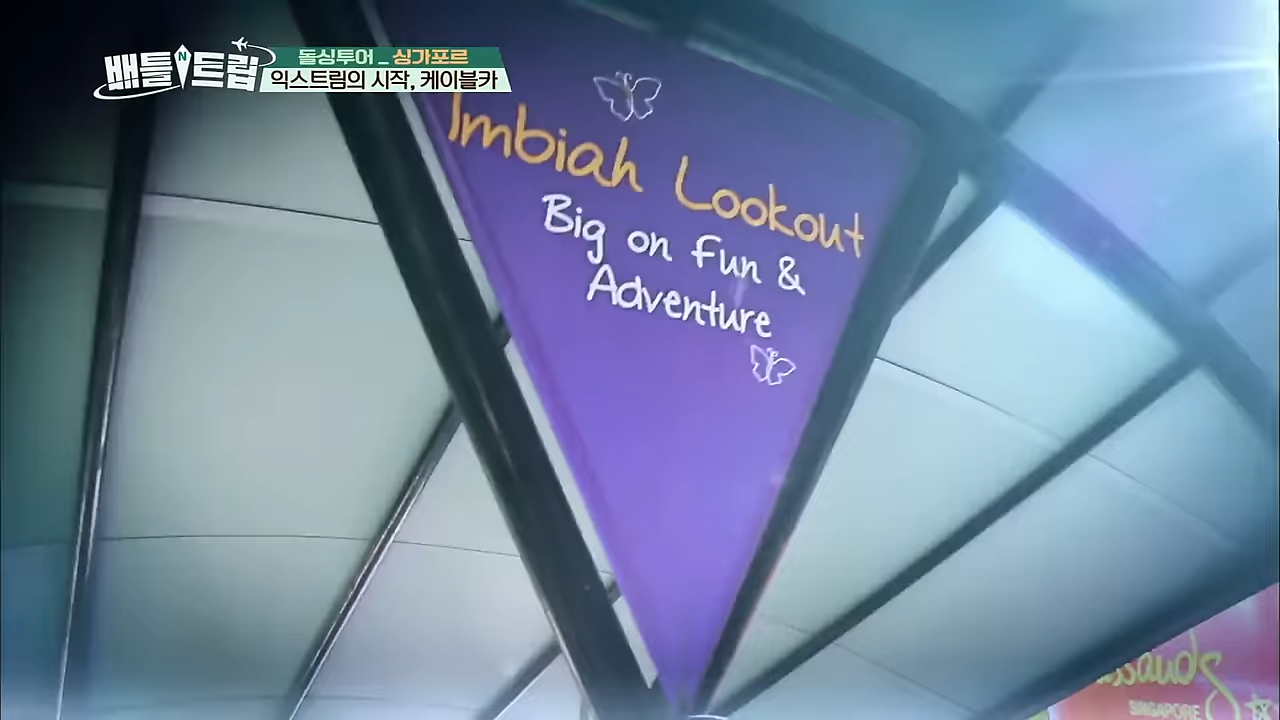 배틀트립
돌싱투어 _ 싱가포르
익스트림의 시작, 케이블카
Imbiah Lookout
Big on Fun &
Adventure
SINGAPORE